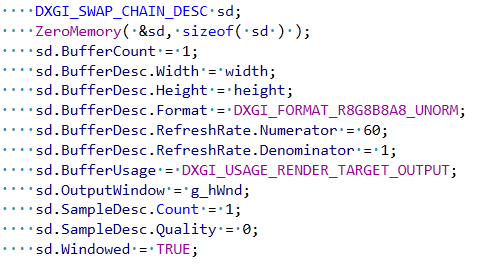 DXGI_SWAP_CHAIN_DESC sd;
ZeroMemory( &sd, sizeof( sd ) );
sd.BufferCount = 1;
sd.BufferDesc.Width = width;
sd.BufferDesc.Height = height;
sd.BufferDesc.Format = DXGI_FORMAT_R8G8B8A8_UNORM;
sd.BufferDesc.RefreshRate.Numerator = 60;
sd.BufferDesc.RefreshRate.Denominator = 1;
sd.BufferUsage = DXGI_USAGE_RENDER_TARGET_OUTPUT;
sd.OutputWindow = g_hWnd;
sd.SampleDesc.Count = 1;
sd.SampleDesc.Quality = 0;
sd.Windowed = TRUE;